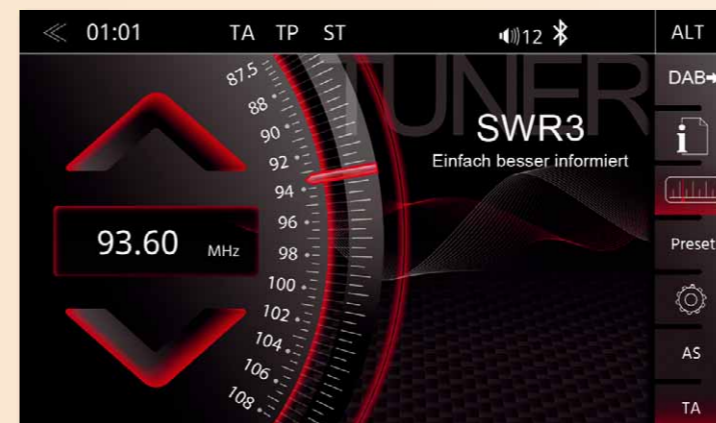 01:01 TA TP ST 12 ALT
TUNER
DAB
87.5
88
90
92
94
96
98
100
102
104
106
108
SWR3
Einfach besser informiert
i
93.60 MHz
Preset
AS
TA